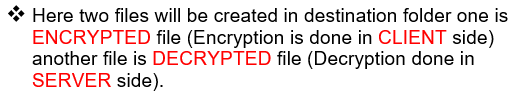 ❖ Here two files will be created in destination folder one is
ENCRYPTED file (Encryption is done in CLIENT side)
another file is DECRYPTED file (Decryption done in
SERVER side).